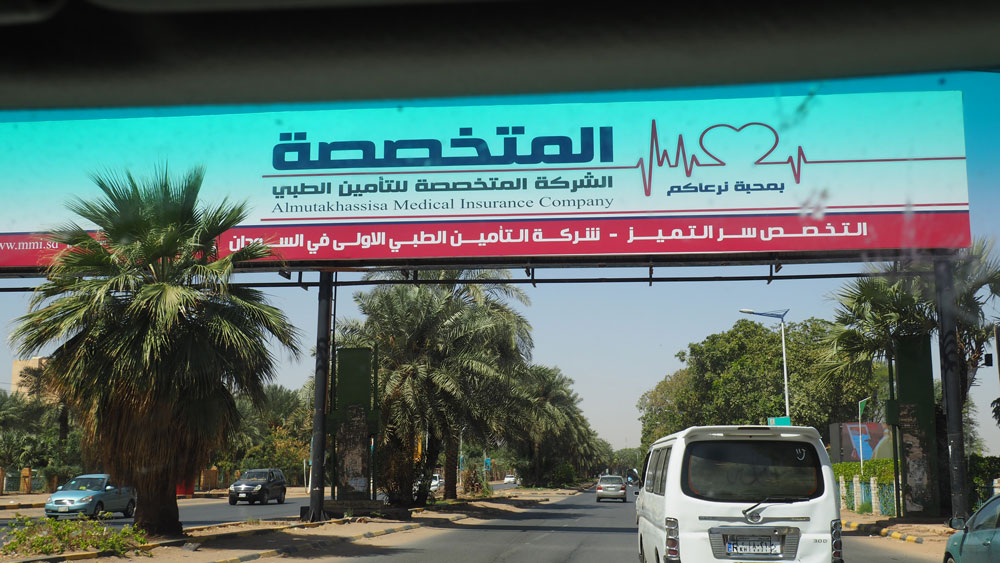 المتخصصة
الشركة المتخصصة للتأمين الطبي
بمحبة نرعاكم
Almutakhassisa Medical Insurance Company
التخصص سر التميز - شركة التأمين الطبي الاولى في السودان
www.mmi.sd